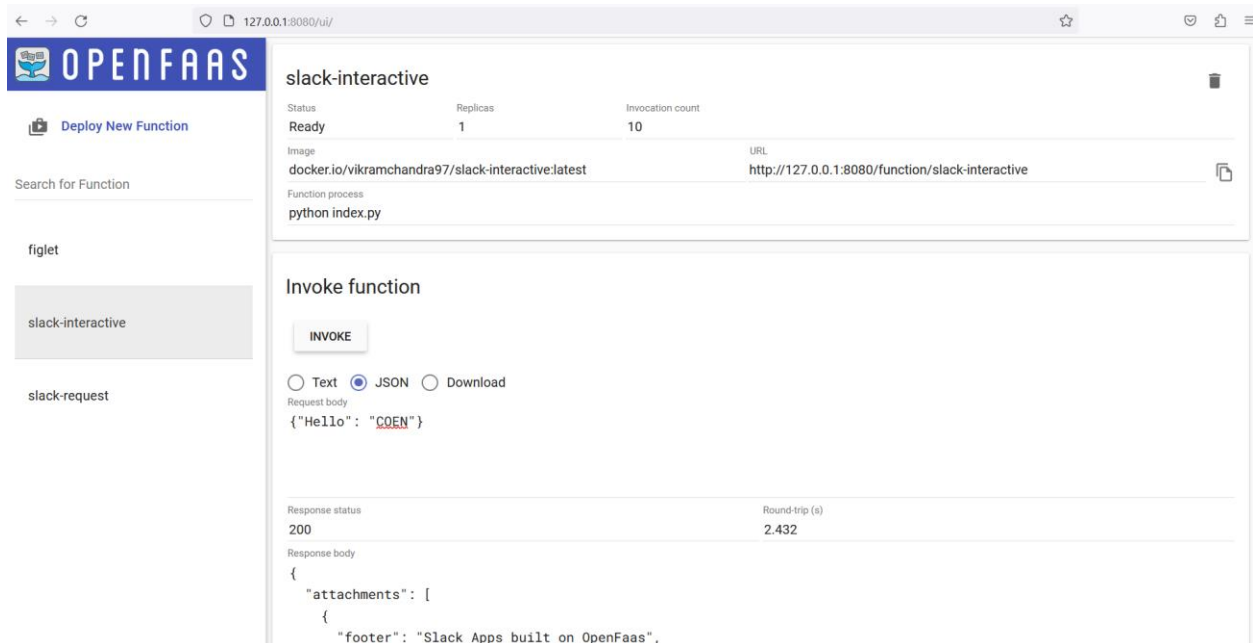 127.0.0.1:8080/ui/
OPENFAAS
Deploy New Function
Search for Function
figlet
slack-interactive
slack-request
slack-interactive
Status Replicas Invocation count
Ready 1 10
Image URL
docker.io/vikramchandra97/slack-interactive:latest http://127.0.0.1:8080/function/slack-interactive
Function process
python index.py
Invoke function
INVOKE
Text JSON Download
Request body
{"Hello": "COEN"}
Response status Round-trip (s)
200 2.432
Response body
{
"attachments": [
{
"footer": "Slack Apps built on OpenFaas",